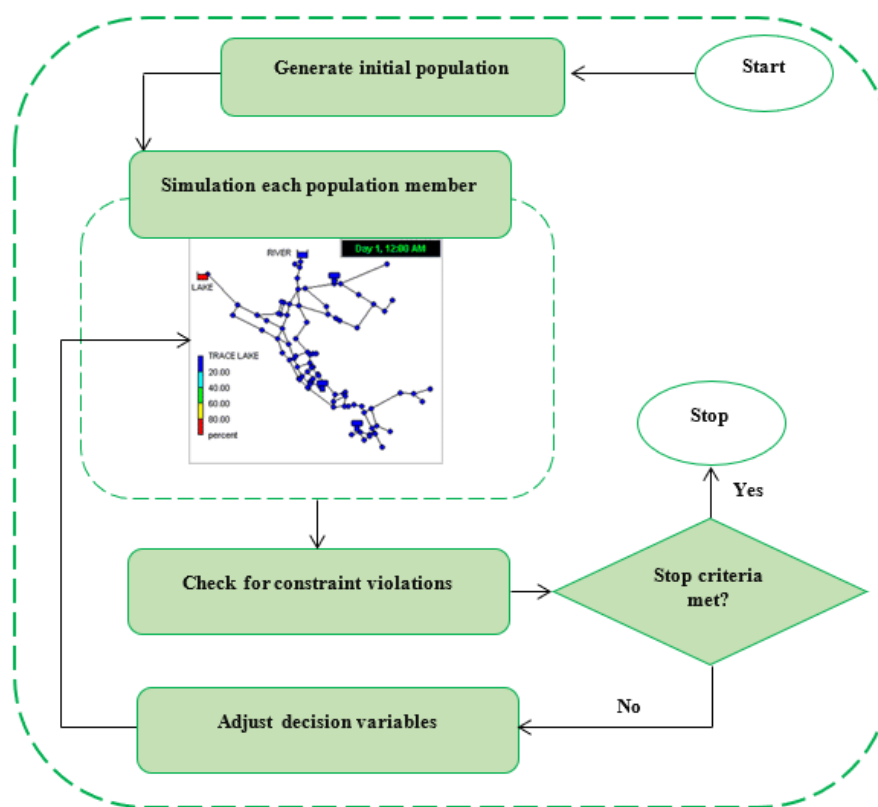 Generate initial population
Start
Simulation each population member
Day 1, 12:00 AM
RIVER
LAKE
TRACE LAKE
20.00
40.00
60.00
80.00
percent
Stop
Yes
Check for constraint violations
Stop criteria
met?
Adjust decision variables
No